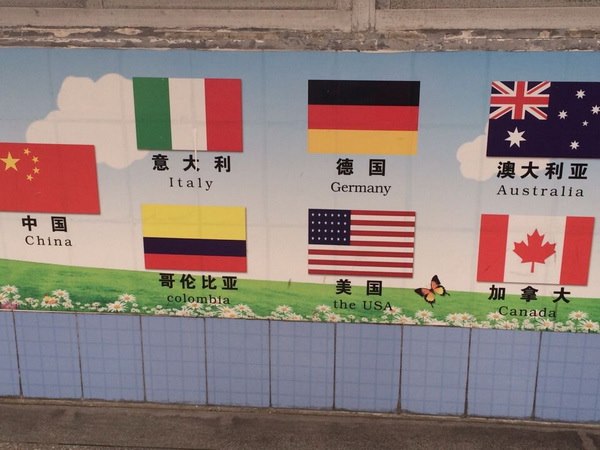 意大利
Italy
德国
Germany
澳大利亚
Australia
中国
China
哥伦比亚
colombia
美国
the USA
加拿大
Canada